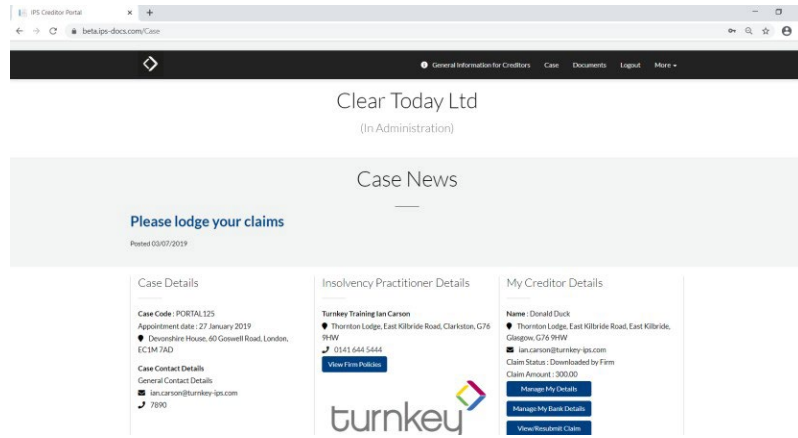 IPS Creditor Portal
beta.ips-docs.com/Case
General Information for Creditors Case Documents Logout More
Clear Today Ltd
(In Administration)
Case News
Please lodge your claims
Posted 03/07/2019
Case Details
Case Code : PORTAL125
Appointment date : 27 January 2019
Devonshire House, 60 Goswell Road, London,
EC1M 7AD
Case Contact Details
General Contact Details
ian.carson@turnkey-ips.com
7890
Insolvency Practitioner Details
Turnkey Training Ian Carson
Thornton Lodge, East Kilbride Road, Clarkston, G76
9HW
0141 644 5444
View Firm Policies
turnkey
My Creditor Details
Name : Donald Duck
Thornton Lodge, East Kilbride Road, East Kilbride,
Glasgow, G76 9HW
ian.carson@turnkey-ips.com
Claim Status : Downloaded by Firm
Claim Amount : 300.00
Manage My Details
Manage My Bank Details
View/Resubmit Claim